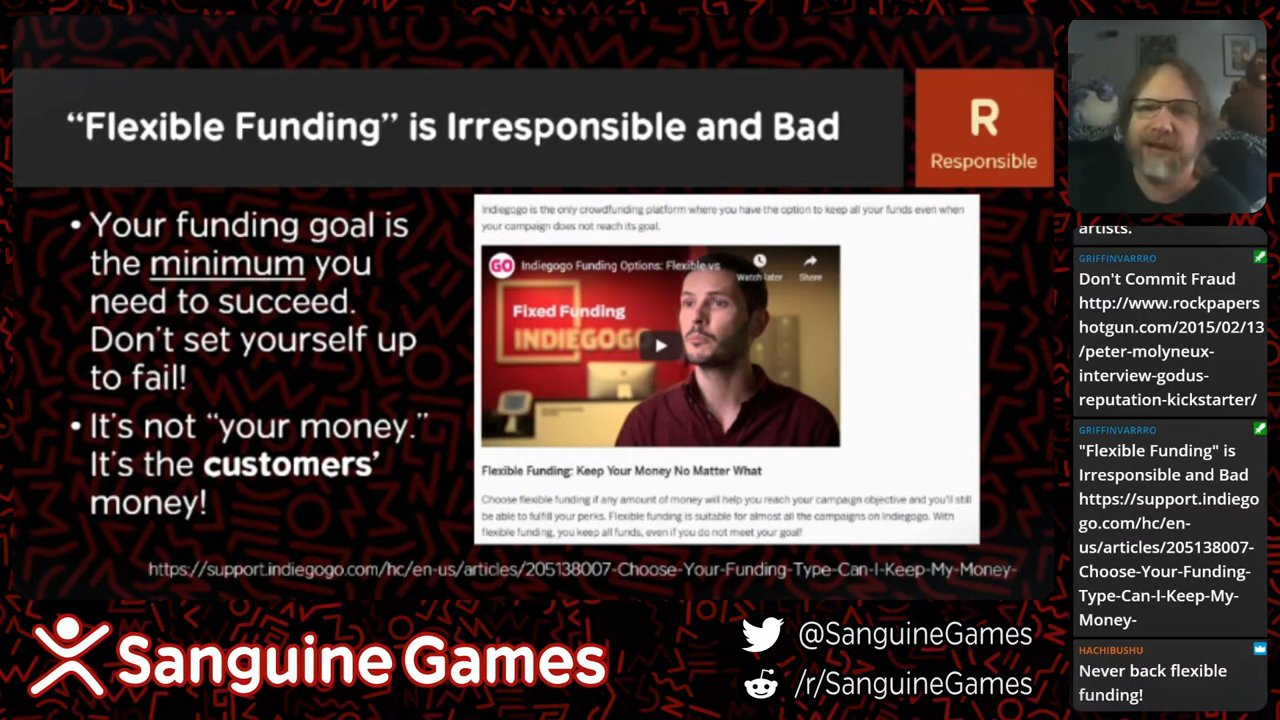 “Flexible Funding” is Irresponsible and Bad
R
Responsible
• Your funding goal is
the minimum you
need to succeed.
Don’t set yourself up
to fail!
• It’s not “your money.”
It’s the customers’
money!
Indiegogo is the only crowdfunding platform where you have the option to keep all your funds even when
your campaign does not reach its goal.
GO
Indiegogo Funding Options: Flexible vs
Watch later
Share
Fixed Funding
INDIEGOGO
Flexible Funding: Keep Your Money No Matter What
Choose flexible funding if any amount of money will help you reach your campaign objective and you'll still
be able to fulfill your perks. Flexible funding is suitable for almost all the campaigns on Indiegogo. With
flexible funding, you keep all funds, even if you do not meet your goal!
https://support.indiegogo.com/hc/en-us/articles/205138007-Choose-Your-Funding-Type-Can-I-Keep-My-Money-
artists.
GRIFFINVARRRO
Don't Commit Fraud
http://www.rockpapers
hotgun.com/2015/02/13
/peter-molyneux-
interview-godus-
reputation-kickstarter/
GRIFFINVARRRO
"Flexible Funding" is
Irresponsible and Bad
https://support.indiego
go.com/hc/en-
us/articles/205138007-
Choose-Your-Funding-
Type-Can-I-Keep-My-
Money-
HACHIBUSHU
Never back flexible
funding!
Sanguine Games
@SanguineGames
/r/SanguineGames